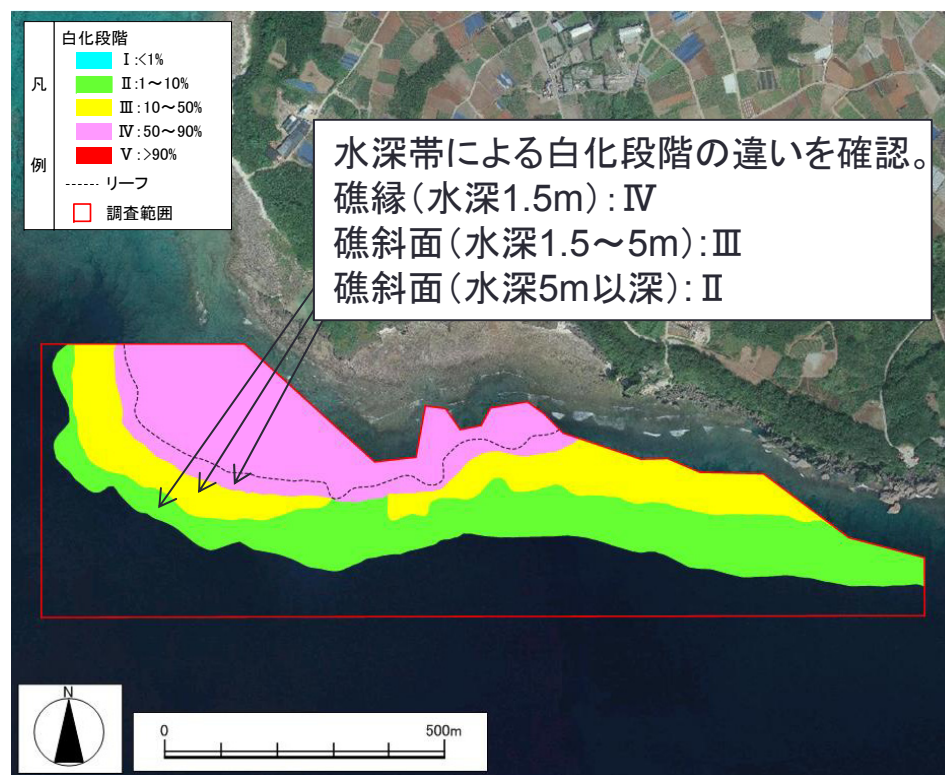 凡
例
白化段階
Ⅰ:<1%
Ⅱ:1～10%
Ⅲ:10～50%
Ⅳ:50～90%
Ⅴ:>90%
リーフ
調査範囲
水深帯による白化段階の違いを確認。
礁縁(水深1.5m):Ⅳ
礁斜面(水深1.5～5m):Ⅲ
礁斜面(水深5m以深):Ⅱ
N
0 500m